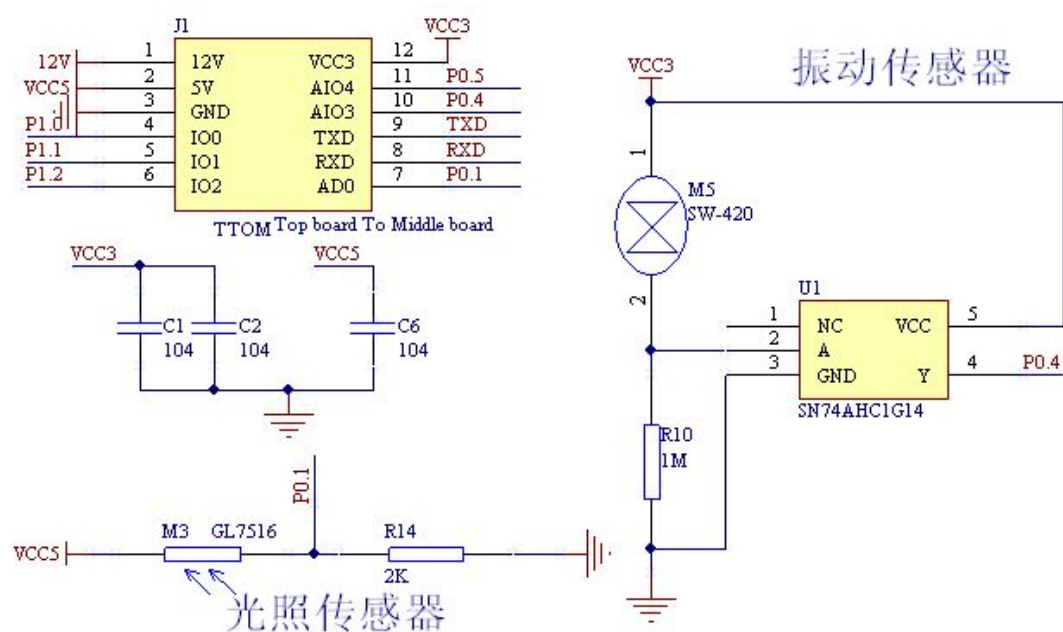 J1
VCC3
12V 1 12V VCC3 12
VCC5 2 5V AIO4 11 P0.5
3 GND AIO3 10 P0.4
P1.0 4 IO0 TXD 9 TXD
P1.1 5 IO1 RXD 8 RXD
P1.2 6 IO2 AD0 7 P0.1
TTOM Top board To Middle board
VCC3 VCC5
C1 104
C2 104
C6 104
P0.1
VCC5 M3 GL7516 R14
2K
光照传感器
VCC3 振动传感器
1
M5
SW-420
2
U1
1 NC VCC 5
2 A
3 GND Y 4 P0.4
SN74AHC1G14
R10
1M